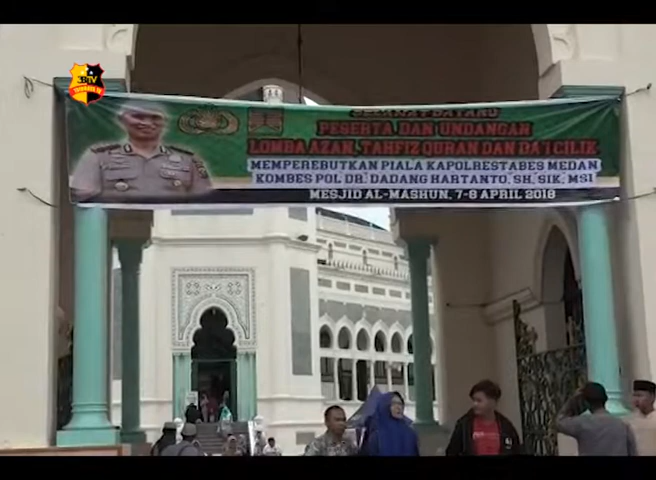 TV
SELAMAT DATANG
PESERTA DAN UNDANGAN
LOMBA AZAN, TAHFIZ QURAN DAN DA'I CILIK
MEMPEREBUTKAN PIALA KAPOLRESTABES MEDAN
KOMBES POL DR. DADANG HARTANTO, SH, SIK, MSI
MESJID AL-MASHUN, 7-8 APRIL 2018